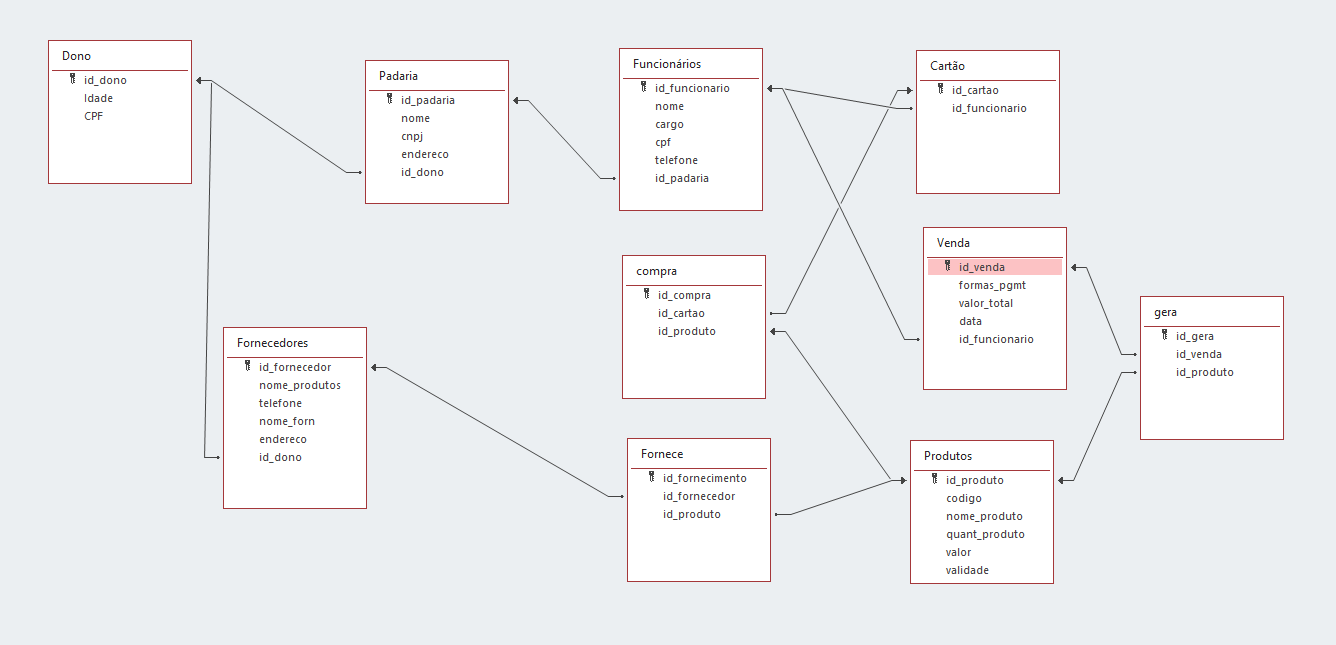 Dono
id_dono
Idade
CPF
Padaria
id_padaria
nome
cnpj
endereco
id_dono
Funcionários
id_funcionario
nome
cargo
cpf
telefone
id_padaria
Cartão
id_cartao
id_funcionario
compra
id_compra
id_cartao
id_produto
Venda
id_venda
formas_pgmt
valor_total
data
id_funcionario
gera
id_gera
id_venda
id_produto
Fornecedores
id_fornecedor
nome_produtos
telefone
nome_forn
endereco
id_dono
Fornece
id_fornecimento
id_fornecedor
id_produto
Produtos
id_produto
codigo
nome_produto
quant_produto
valor
validade